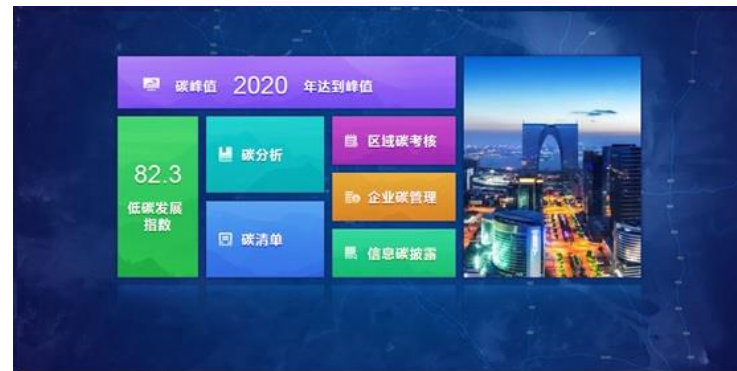 碳峰值 2020 年达到峰值
82.3
低碳发展
指数
碳分析
碳清单
区域碳考核
企业碳管理
信息碳披露